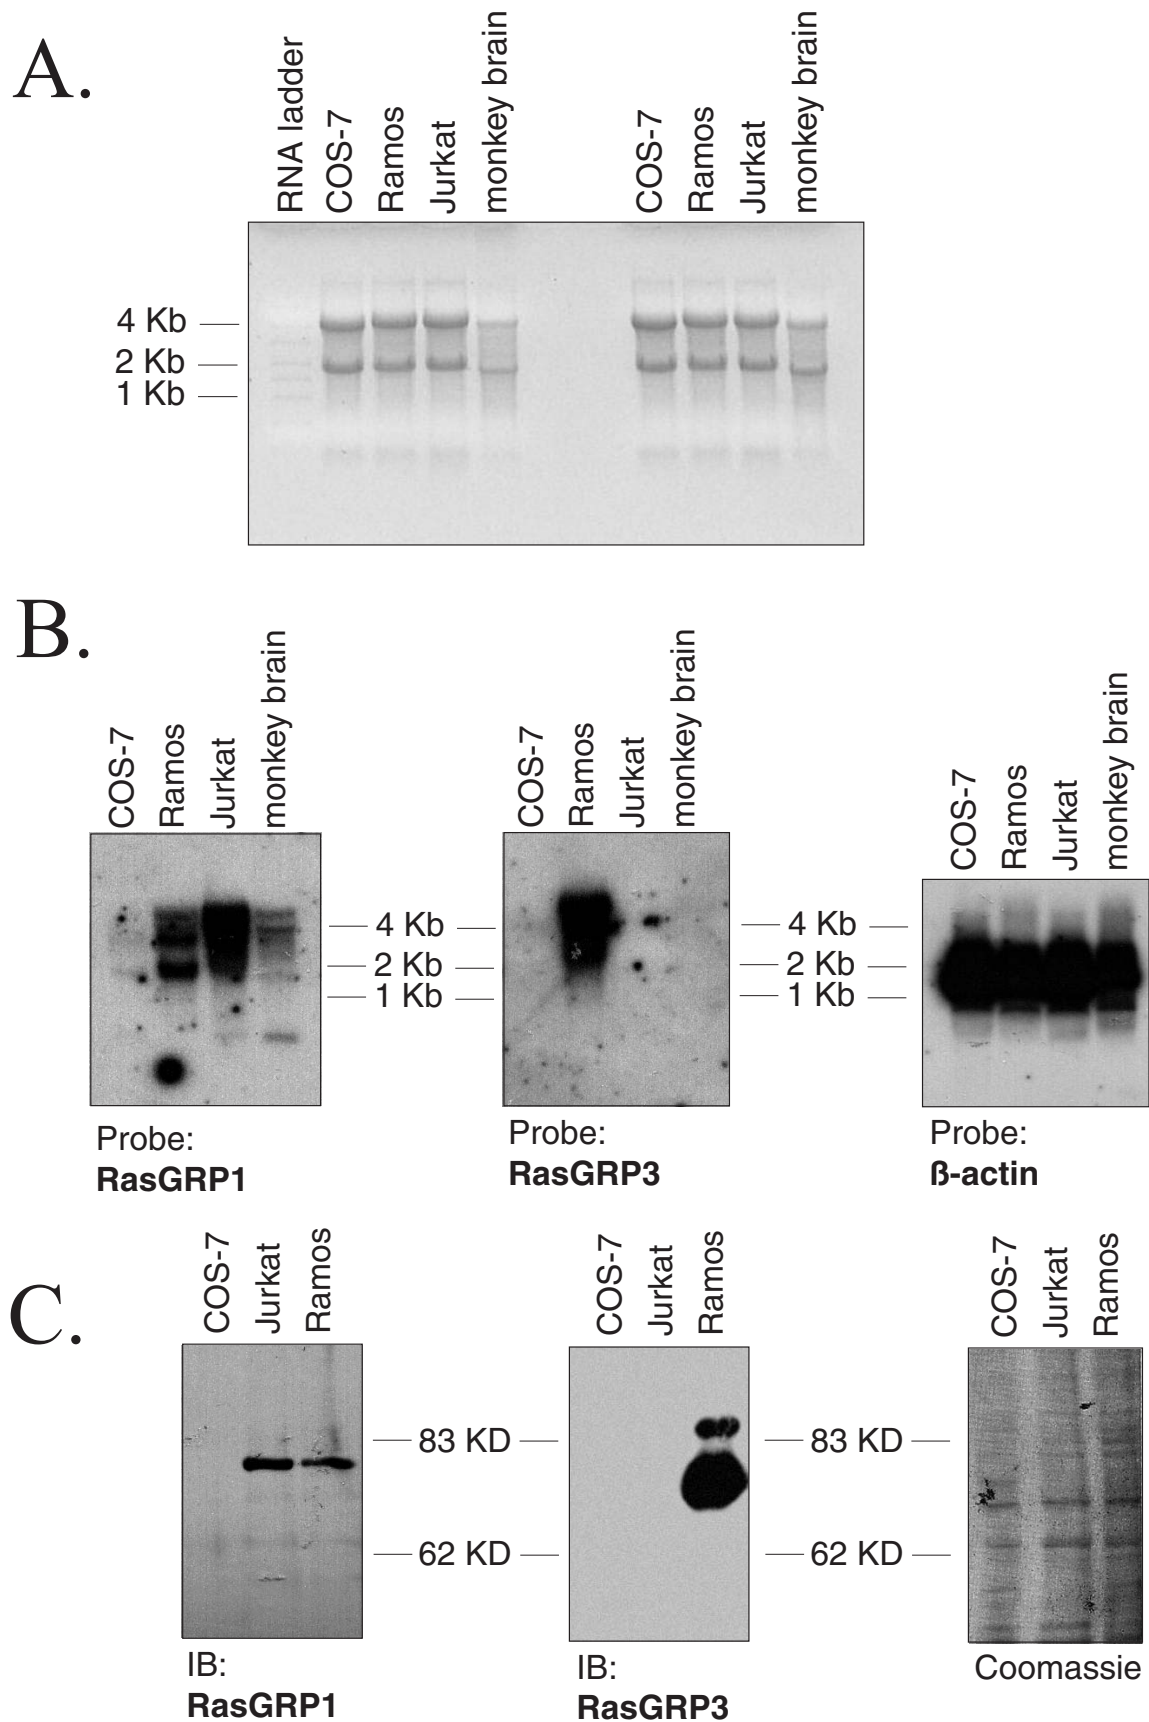 A.
RNA ladder
COS-7
Ramos
Jurkat
monkey brain
COS-7
Ramos
Jurkat
monkey brain
4 Kb
2 Kb
1 Kb
B.
COS-7
Ramos
Jurkat
monkey brain
COS-7
Ramos
Jurkat
monkey brain
COS-7
Ramos
Jurkat
monkey brain
4 Kb
2 Kb
1 Kb
4 Kb
2 Kb
1 Kb
Probe:
RasGRP1
Probe:
RasGRP3
Probe:
ß-actin
C.
COS-7
Jurkat
Ramos
COS-7
Jurkat
Ramos
COS-7
Jurkat
Ramos
83 KD
62 KD
83 KD
62 KD
IB:
RasGRP1
IB:
RasGRP3
Coomassie